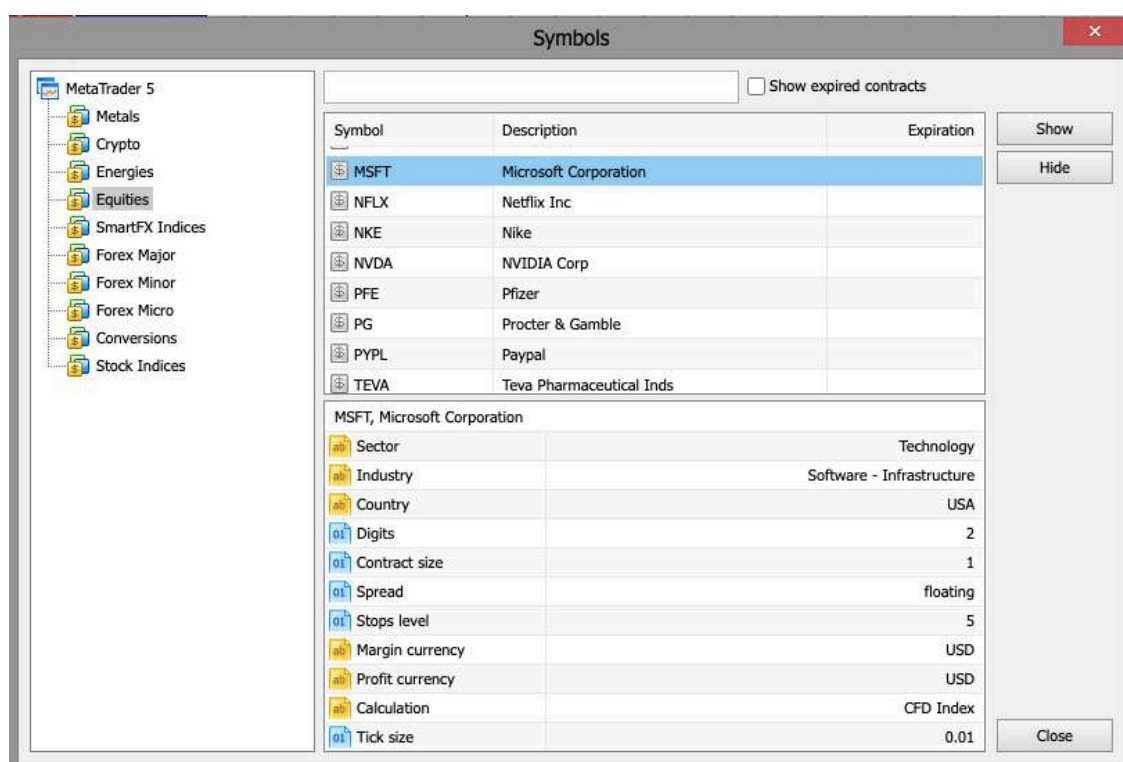 Symbols
MetaTrader 5
Metals
Crypto
Energies
Equities
SmartFX Indices
Forex Major
Forex Minor
Forex Micro
Conversions
Stock Indices
Show expired contracts
Symbol Description Expiration
MSFT Microsoft Corporation
NFLX Netflix Inc
NKE Nike
NVDA NVIDIA Corp
PFE Pfizer
PG Procter & Gamble
PYPL Paypal
TEVA Teva Pharmaceutical Inds
MSFT, Microsoft Corporation
Sector Technology
Industry Software - Infrastructure
Country USA
Digits 2
Contract size 1
Spread floating
Stops level 5
Margin currency USD
Profit currency USD
Calculation CFD Index
Tick size 0.01
Show
Hide
Close